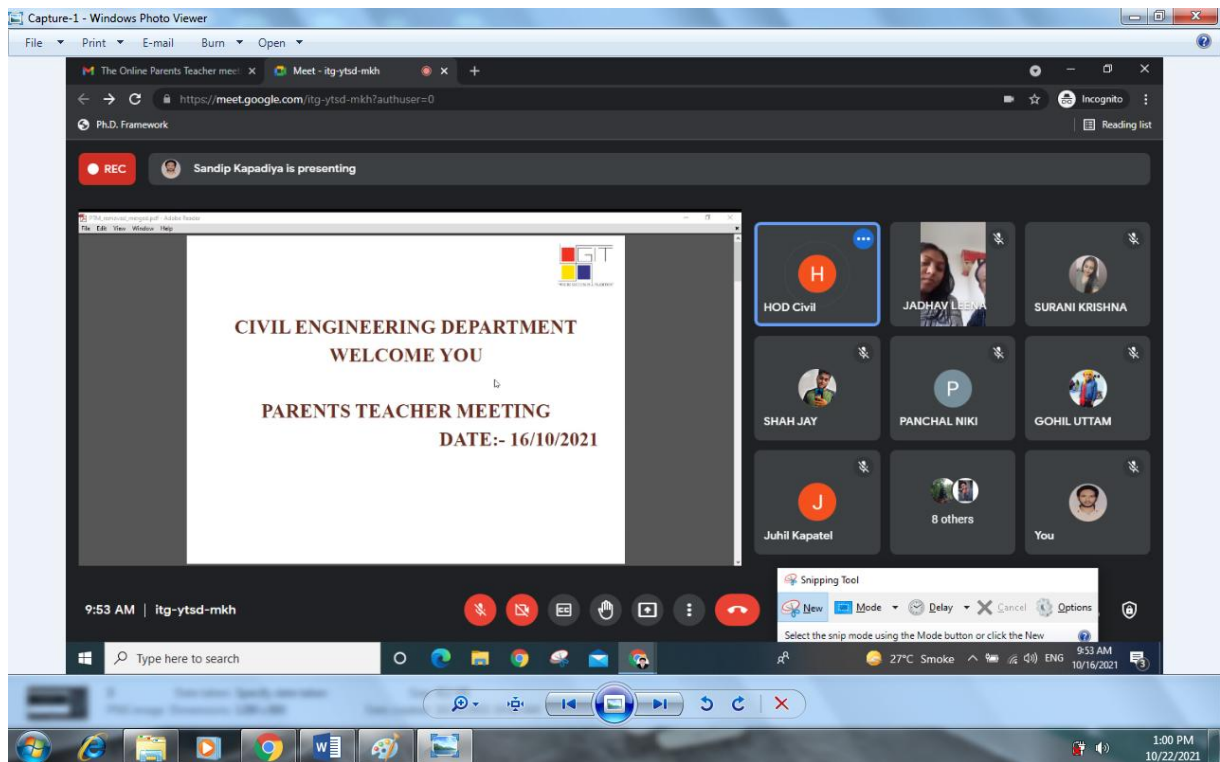 Capture-1 - Windows Photo Viewer
File Print E-mail Burn Open
The Online Parents Teacher mee
Meet - itg-ytsd-mkh
https://meet.google.com/itg-ytsd-mkh?authuser=0
Incognito
Ph.D. Framework
Reading list
REC
Sandip Kapadiya is presenting
File Edit View Window Help
GIT
CIVIL ENGINEERING DEPARTMENT
WELCOME YOU
PARENTS TEACHER MEETING
DATE:- 16/10/2021
H
HOD Civil
JADHAV LEENA
SURANI KRISHNA
SHAH JAY
P
PANCHAL NIKI
GOHIL UTTAM
J
Juhil Kapatel
8 others
You
9:53 AM | itg-ytsd-mkh
CC
Snipping Tool
New Mode Delay Cancel Options
Select the snip mode using the Mode button or click the New
Type here to search
27°C Smoke
ENG
9:53 AM
10/16/2021
3
1:00 PM
10/22/2021